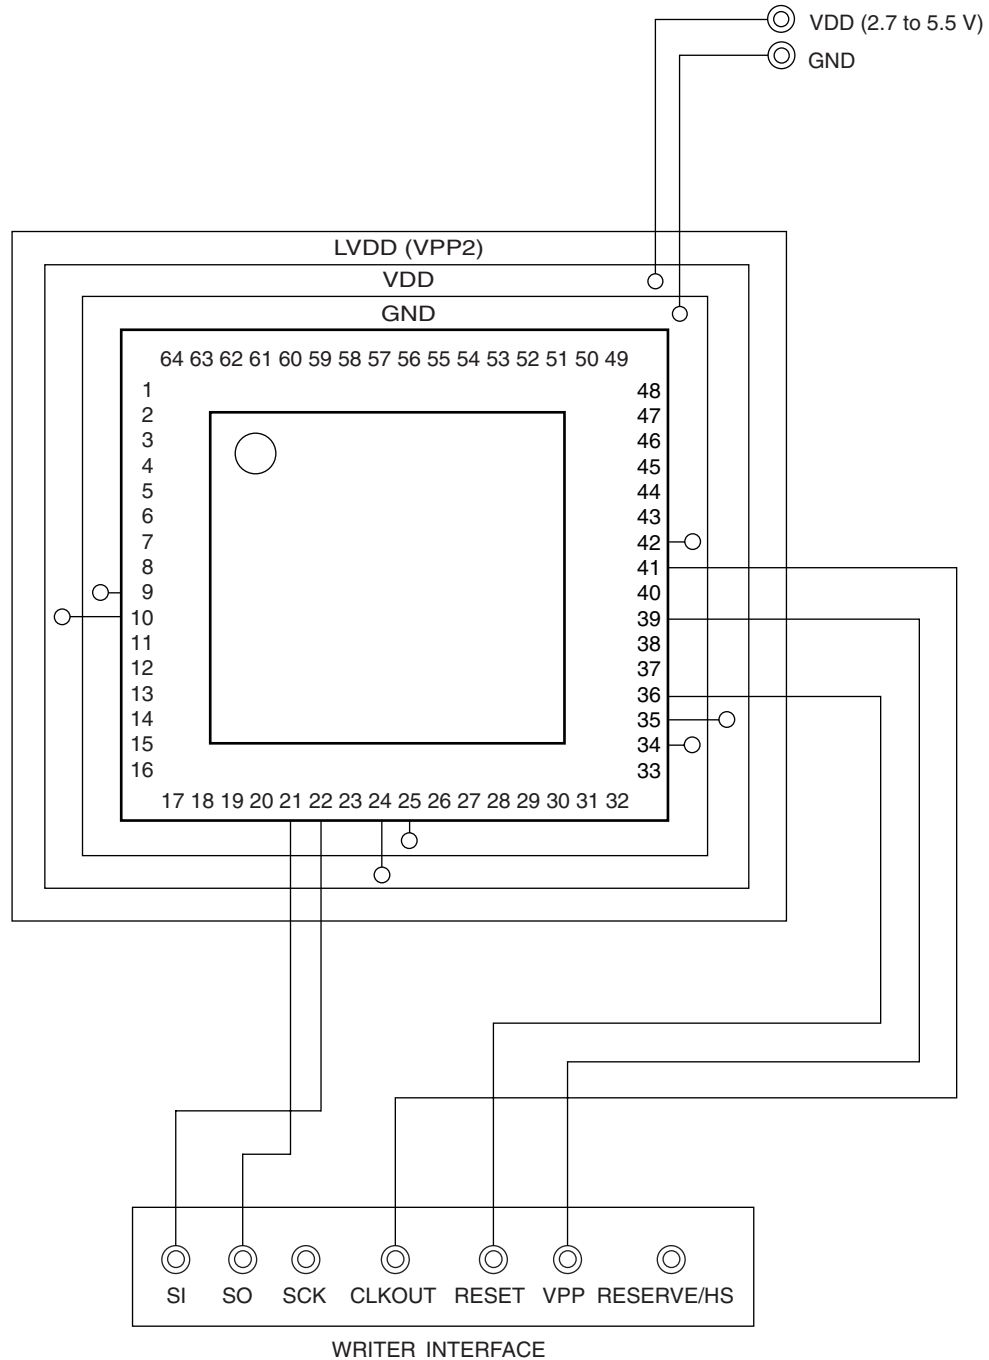 VDD (2.7 to 5.5 V)
GND
LVDD (VPP2)
VDD
GND
64 63 62 61 60 59 58 57 56 55 54 53 52 51 50 49
1 48
2 47
3 46
4 45
5 44
6 43
7 42
8 41
9 40
10 39
11 38
12 37
13 36
14 35
15 34
16 33
17 18 19 20 21 22 23 24 25 26 27 28 29 30 31 32
SI SO SCK CLKOUT RESET VPP RESERVE/HS
WRITER INTERFACE